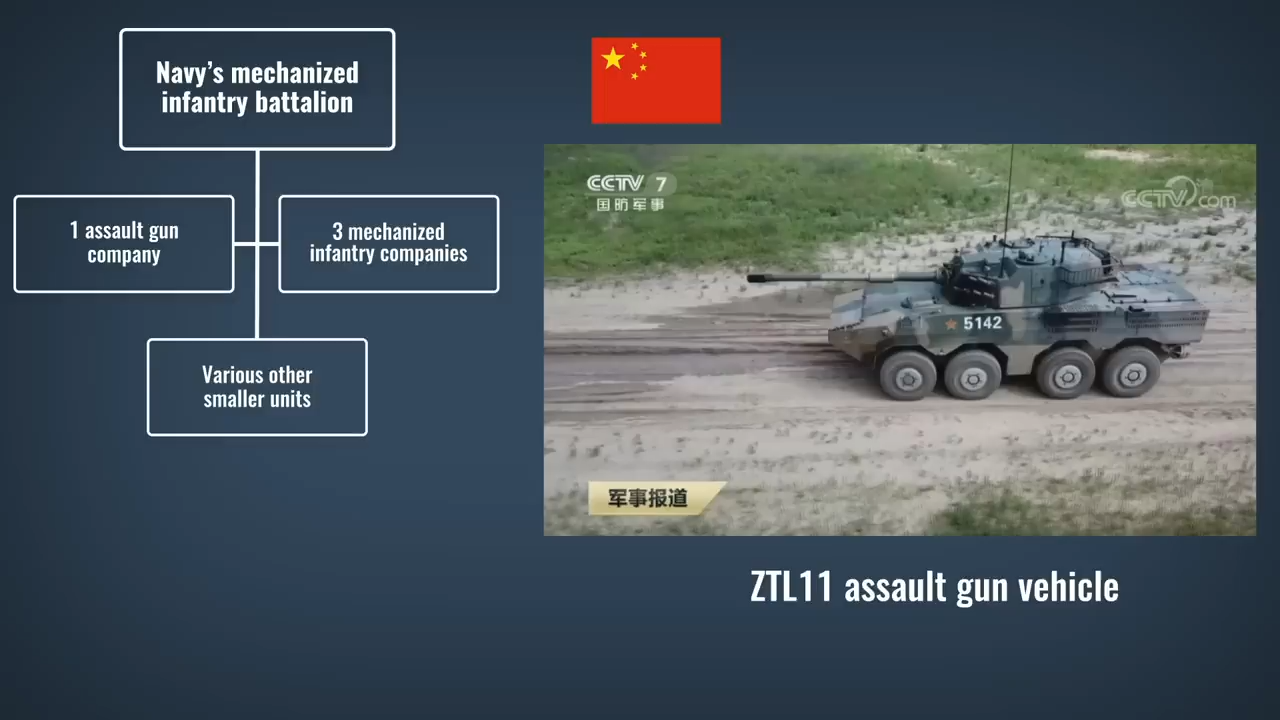 Navy's mechanized
infantry battalion
1 assault gun
company
3 mechanized
infantry companies
Various other
smaller units
CCTV 7
国防军事
CCTV.com
5142
军事报道
ZTL11 assault gun vehicle